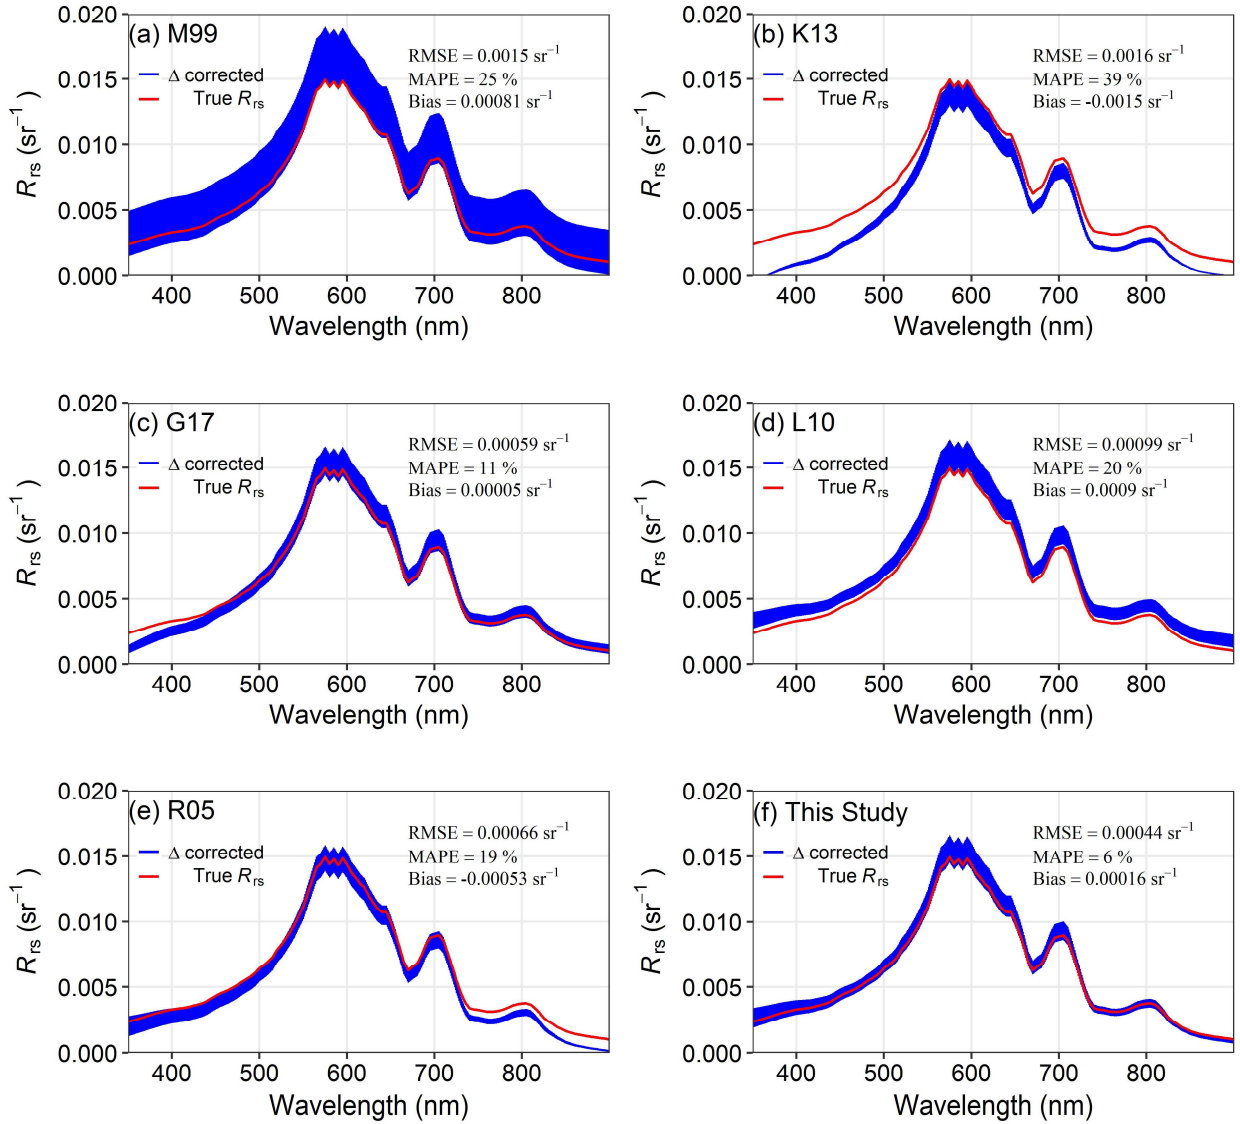 (a) M99
Δ corrected
True Rrs
RMSE = 0.0015 sr⁻¹
MAPE = 25 %
Bias = 0.00081 sr⁻¹
0.020
0.015
0.010
0.005
0.000
Rrs (sr⁻¹ )
400 500 600 700 800
Wavelength (nm)
(b) K13
Δ corrected
True Rrs
RMSE = 0.0016 sr⁻¹
MAPE = 39 %
Bias = -0.0015 sr⁻¹
0.020
0.015
0.010
0.005
0.000
Rrs (sr⁻¹ )
400 500 600 700 800
Wavelength (nm)
(c) G17
Δ corrected
True Rrs
RMSE = 0.00059 sr⁻¹
MAPE = 11 %
Bias = 0.00005 sr⁻¹
0.020
0.015
0.010
0.005
0.000
Rrs (sr⁻¹ )
400 500 600 700 800
Wavelength (nm)
(d) L10
Δ corrected
True Rrs
RMSE = 0.00099 sr⁻¹
MAPE = 20 %
Bias = 0.0009 sr⁻¹
0.020
0.015
0.010
0.005
0.000
Rrs (sr⁻¹ )
400 500 600 700 800
Wavelength (nm)
(e) R05
Δ corrected
True Rrs
RMSE = 0.00066 sr⁻¹
MAPE = 19 %
Bias = -0.00053 sr⁻¹
0.020
0.015
0.010
0.005
0.000
Rrs (sr⁻¹ )
400 500 600 700 800
Wavelength (nm)
(f) This Study
Δ corrected
True Rrs
RMSE = 0.00044 sr⁻¹
MAPE = 6 %
Bias = 0.00016 sr⁻¹
0.020
0.015
0.010
0.005
0.000
Rrs (sr⁻¹ )
400 500 600 700 800
Wavelength (nm)